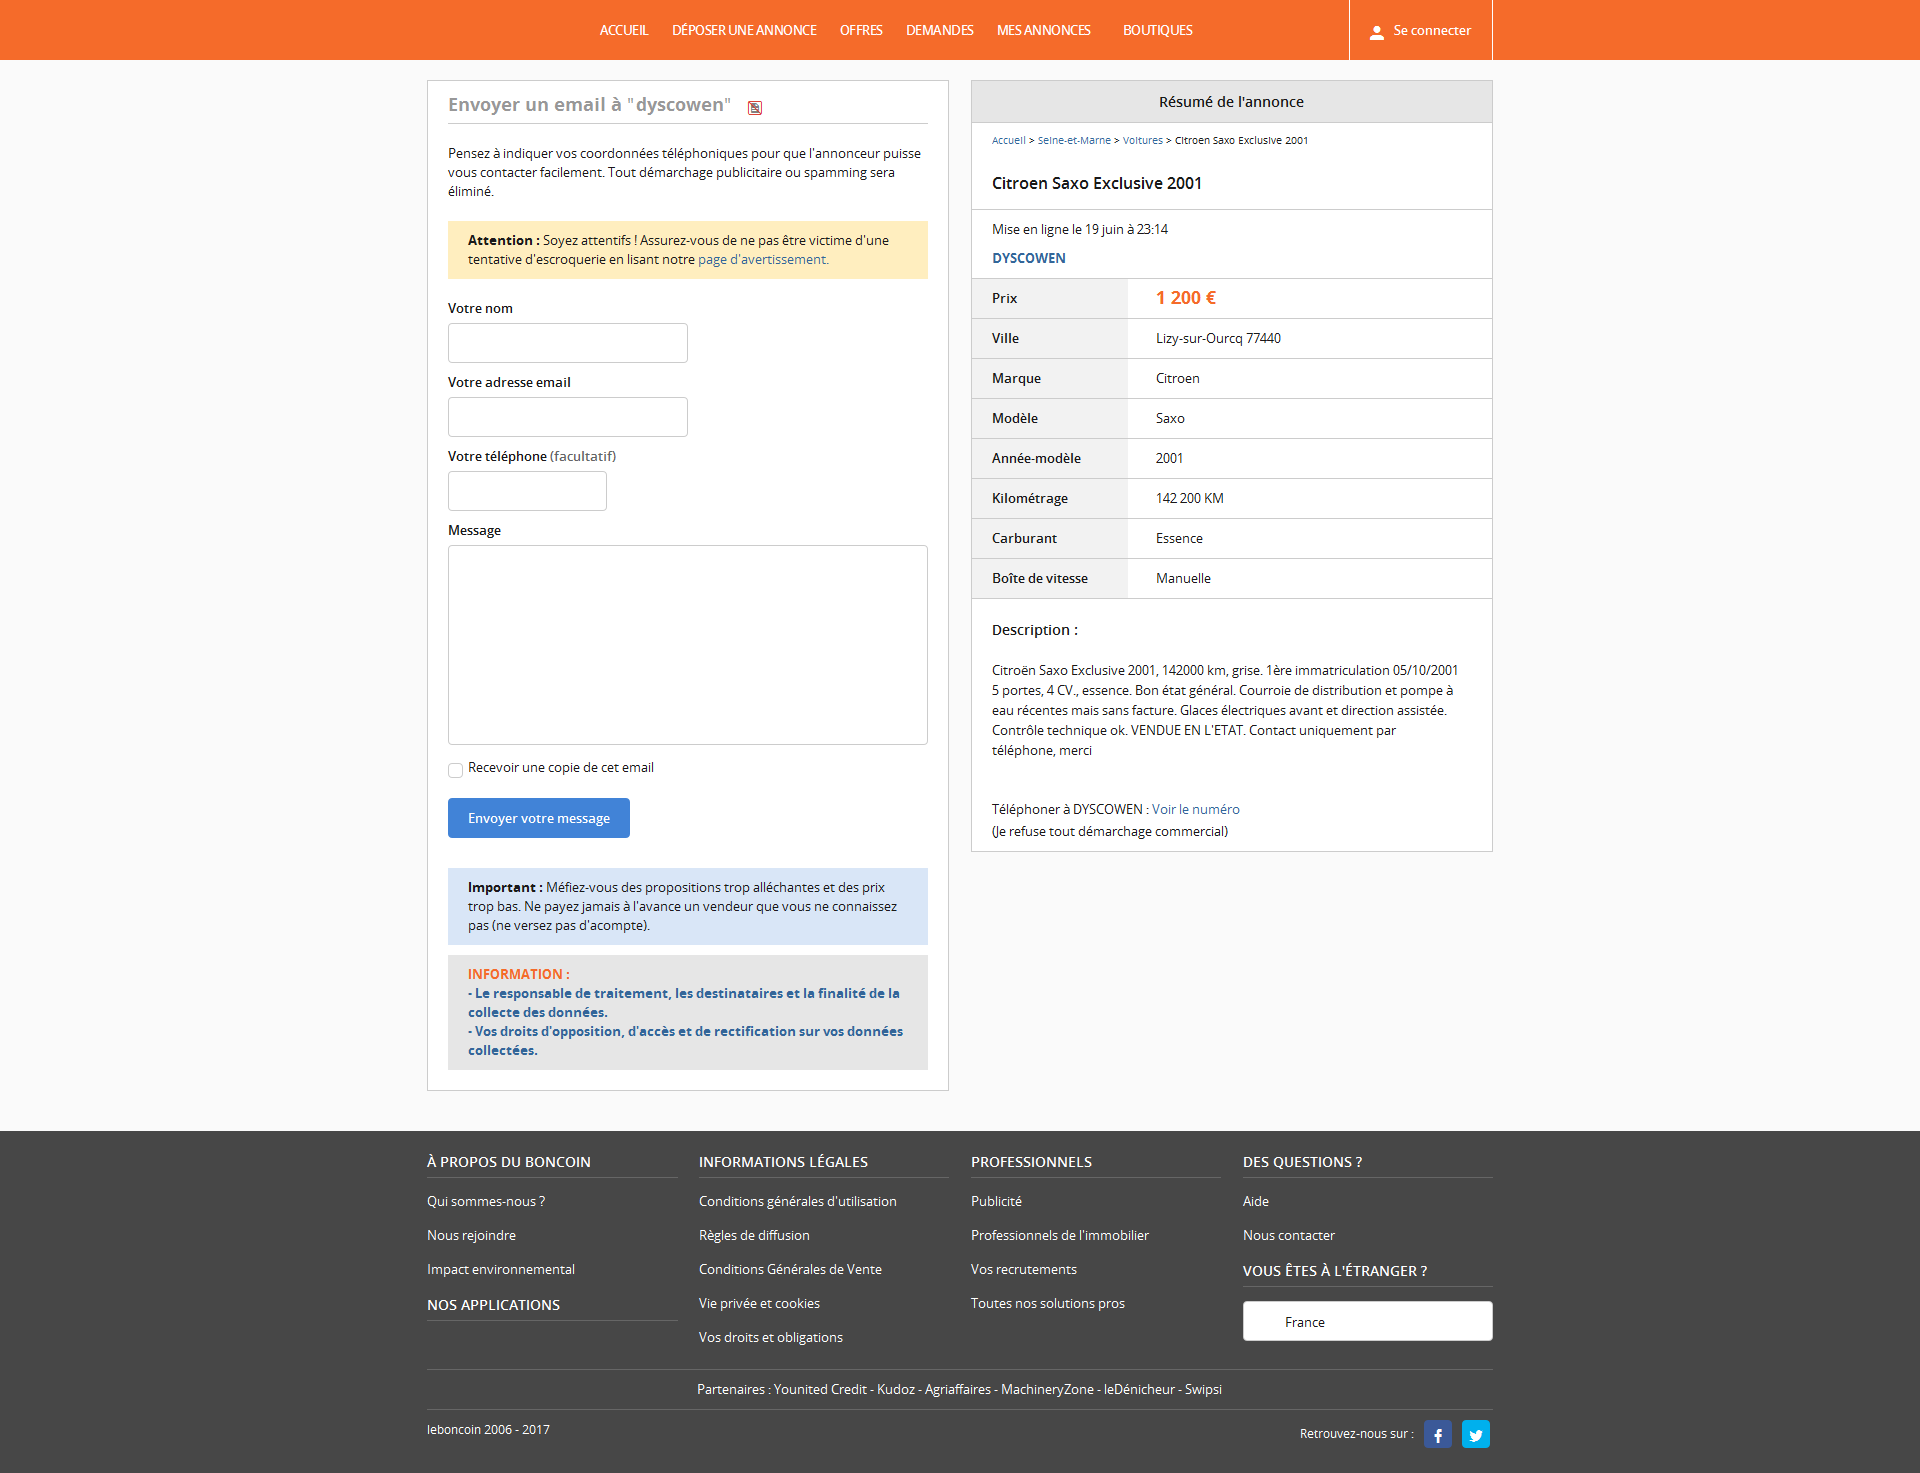 ACCUEIL DÉPOSER UNE ANNONCE OFFRES DEMANDES MES ANNONCES BOUTIQUES Se connecter
Envoyer un email à "dyscowen"
Pensez à indiquer vos coordonnées téléphoniques pour que l'annonceur puisse
vous contacter facilement. Tout démarchage publicitaire ou spamming sera
éliminé.
Attention : Soyez attentifs ! Assurez-vous de ne pas être victime d'une
tentative d'escroquerie en lisant notre page d'avertissement.
Votre nom
Votre adresse email
Votre téléphone (facultatif)
Message
Recevoir une copie de cet email
Envoyer votre message
Important : Méfiez-vous des propositions trop alléchantes et des prix
trop bas. Ne payez jamais à l'avance un vendeur que vous ne connaissez
pas (ne versez pas d'acompte).
INFORMATION :
- Le responsable de traitement, les destinataires et la finalité de la
collecte des données.
- Vos droits d'opposition, d'accès et de rectification sur vos données
collectées.
Résumé de l'annonce
Accueil > Seine-et-Marne > Voitures > Citroen Saxo Exclusive 2001
Citroen Saxo Exclusive 2001
Mise en ligne le 19 juin à 23:14
DYSCOWEN
Prix 1 200 €
Ville Lizy-sur-Ourcq 77440
Marque Citroen
Modèle Saxo
Année-modèle 2001
Kilométrage 142 200 KM
Carburant Essence
Boîte de vitesse Manuelle
Description :
Citroën Saxo Exclusive 2001, 142000 km, grise. 1ère immatriculation 05/10/2001
5 portes, 4 CV., essence. Bon état général. Courroie de distribution et pompe à
eau récentes mais sans facture. Glaces électriques avant et direction assistée.
Contrôle technique ok. VENDUE EN L'ETAT. Contact uniquement par
téléphone, merci
Téléphoner à DYSCOWEN : Voir le numéro
(Je refuse tout démarchage commercial)
À PROPOS DU BONCOIN
Qui sommes-nous ?
Nous rejoindre
Impact environnemental
NOS APPLICATIONS
INFORMATIONS LÉGALES
Conditions générales d'utilisation
Règles de diffusion
Conditions Générales de Vente
Vie privée et cookies
Vos droits et obligations
PROFESSIONNELS
Publicité
Professionnels de l'immobilier
Vos recrutements
Toutes nos solutions pros
DES QUESTIONS ?
Aide
Nous contacter
VOUS ÊTES À L'ÉTRANGER ?
France
Partenaires : Younited Credit - Kudoz - Agriaffaires - MachineryZone - leDénicheur - Swipsi
leboncoin 2006 - 2017
Retrouvez-nous sur :